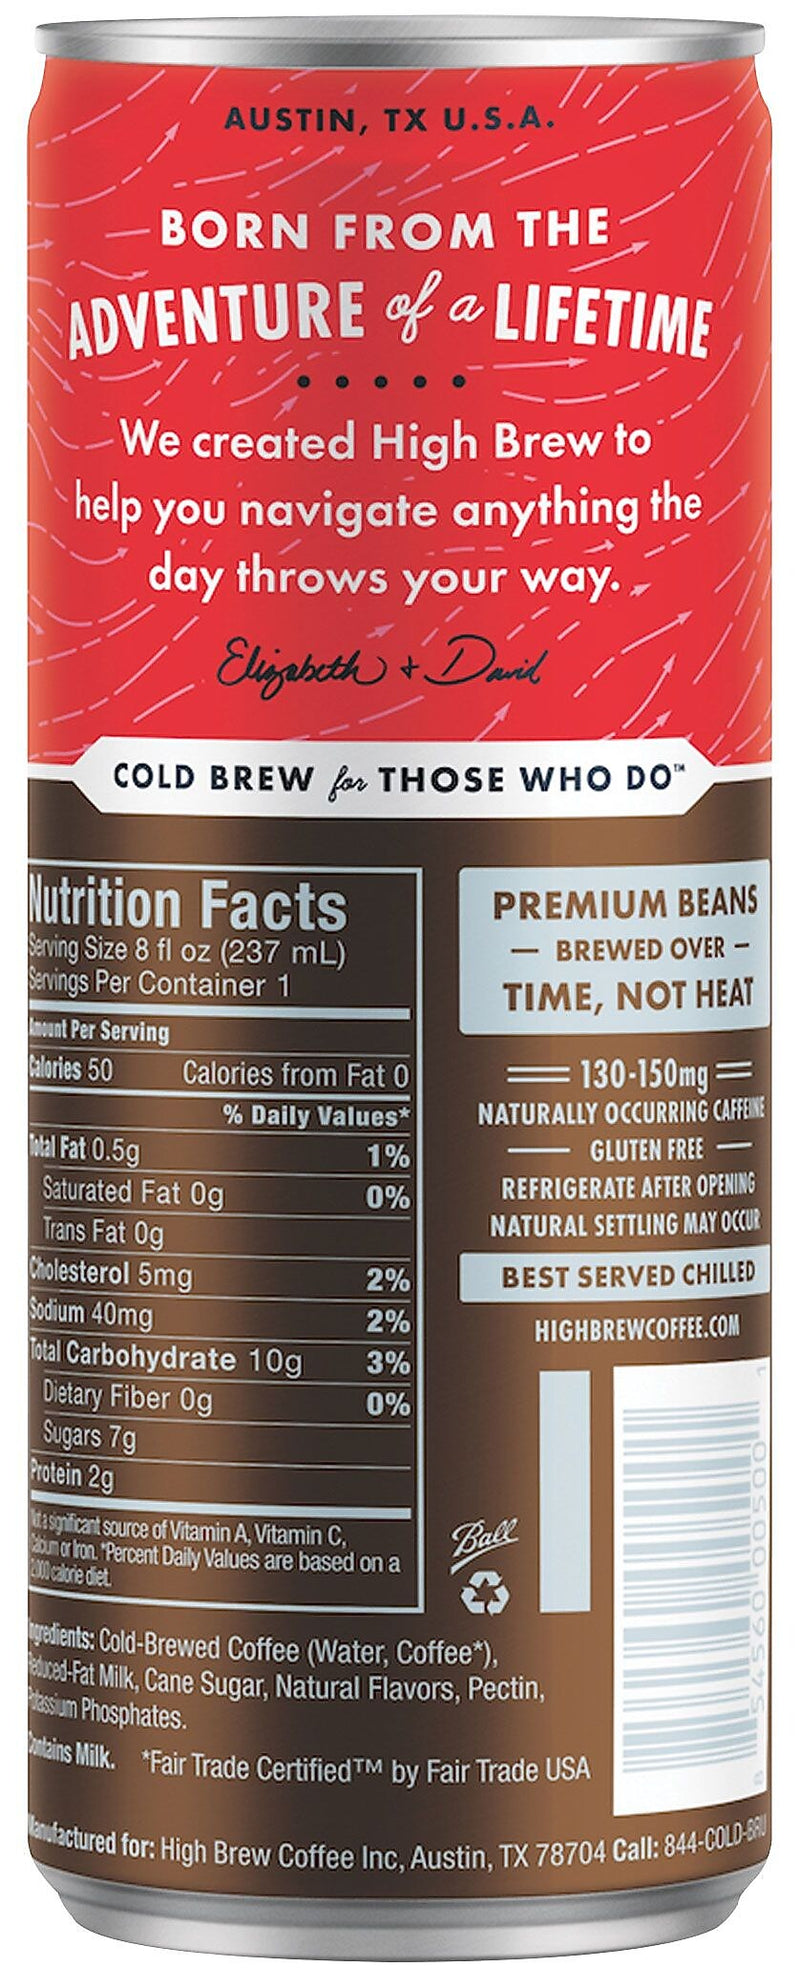 AUSTIN, TX U.S.A.
BORN FROM THE
ADVENTURE of a LIFETIME
We created High Brew to
help you navigate anything the
day throws your way.
Elizabeth + David
COLD BREW for THOSE WHO DO™
Nutrition Facts
Serving Size 8 fl oz (237 mL)
Servings Per Container 1
Amount Per Serving
Calories 50 Calories from Fat 0
% Daily Values*
Total Fat 0.5g 1%
Saturated Fat 0g 0%
Trans Fat 0g
Cholesterol 5mg 2%
Sodium 40mg 2%
Total Carbohydrate 10g 3%
Dietary Fiber 0g 0%
Sugars 7g
Protein 2g
Not a significant source of Vitamin A, Vitamin C,
Calcium or Iron. *Percent Daily Values are based on a
2,000 calorie diet.
Ingredients: Cold-Brewed Coffee (Water, Coffee*),
Reduced-Fat Milk, Cane Sugar, Natural Flavors, Pectin,
Potassium Phosphates.
Contains Milk. *Fair Trade Certified™ by Fair Trade USA
PREMIUM BEANS
— BREWED OVER —
TIME, NOT HEAT
130-150mg
NATURALLY OCCURRING CAFFEINE
GLUTEN FREE
REFRIGERATE AFTER OPENING
NATURAL SETTLING MAY OCCUR
BEST SERVED CHILLED
HIGHBREWCOFFEE.COM
Ball
8 54560 00500 1
Manufactured for: High Brew Coffee Inc, Austin, TX 78704 Call: 844-COLD-BRU